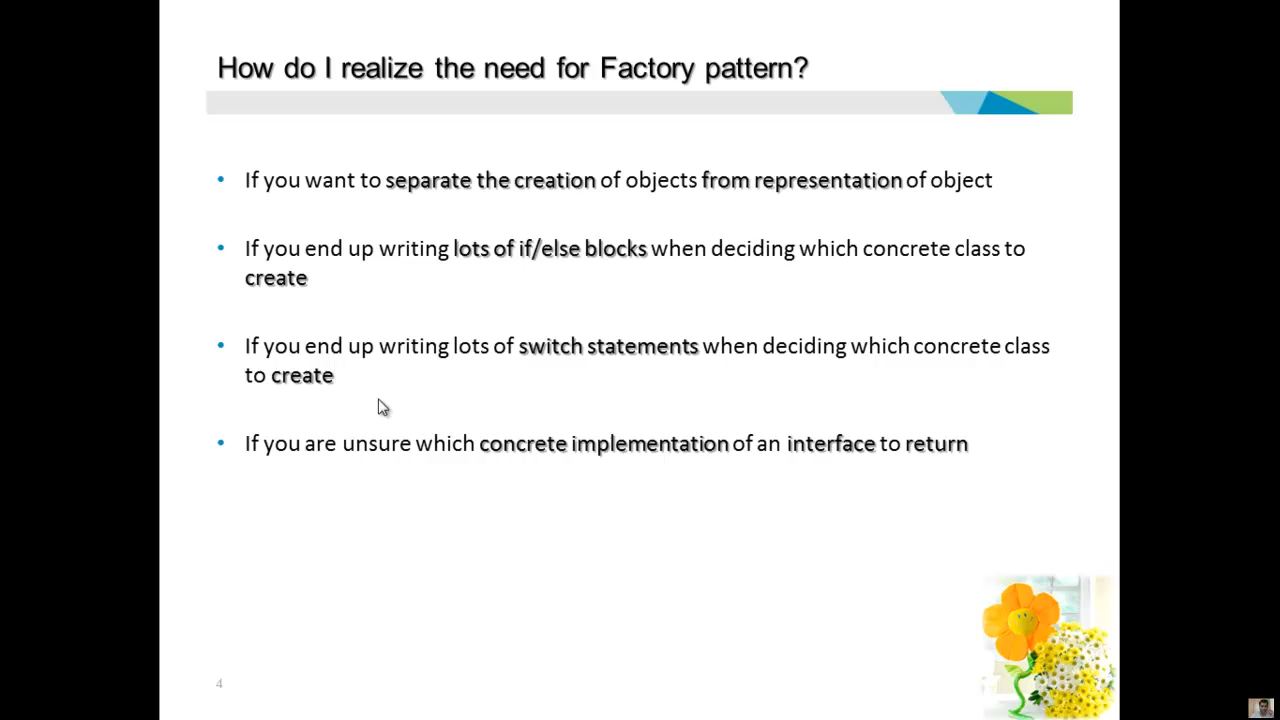 How do I realize the need for Factory pattern?
• If you want to separate the creation of objects from representation of object
• If you end up writing lots of if/else blocks when deciding which concrete class to
create
• If you end up writing lots of switch statements when deciding which concrete class
to create
• If you are unsure which concrete implementation of an interface to return
4